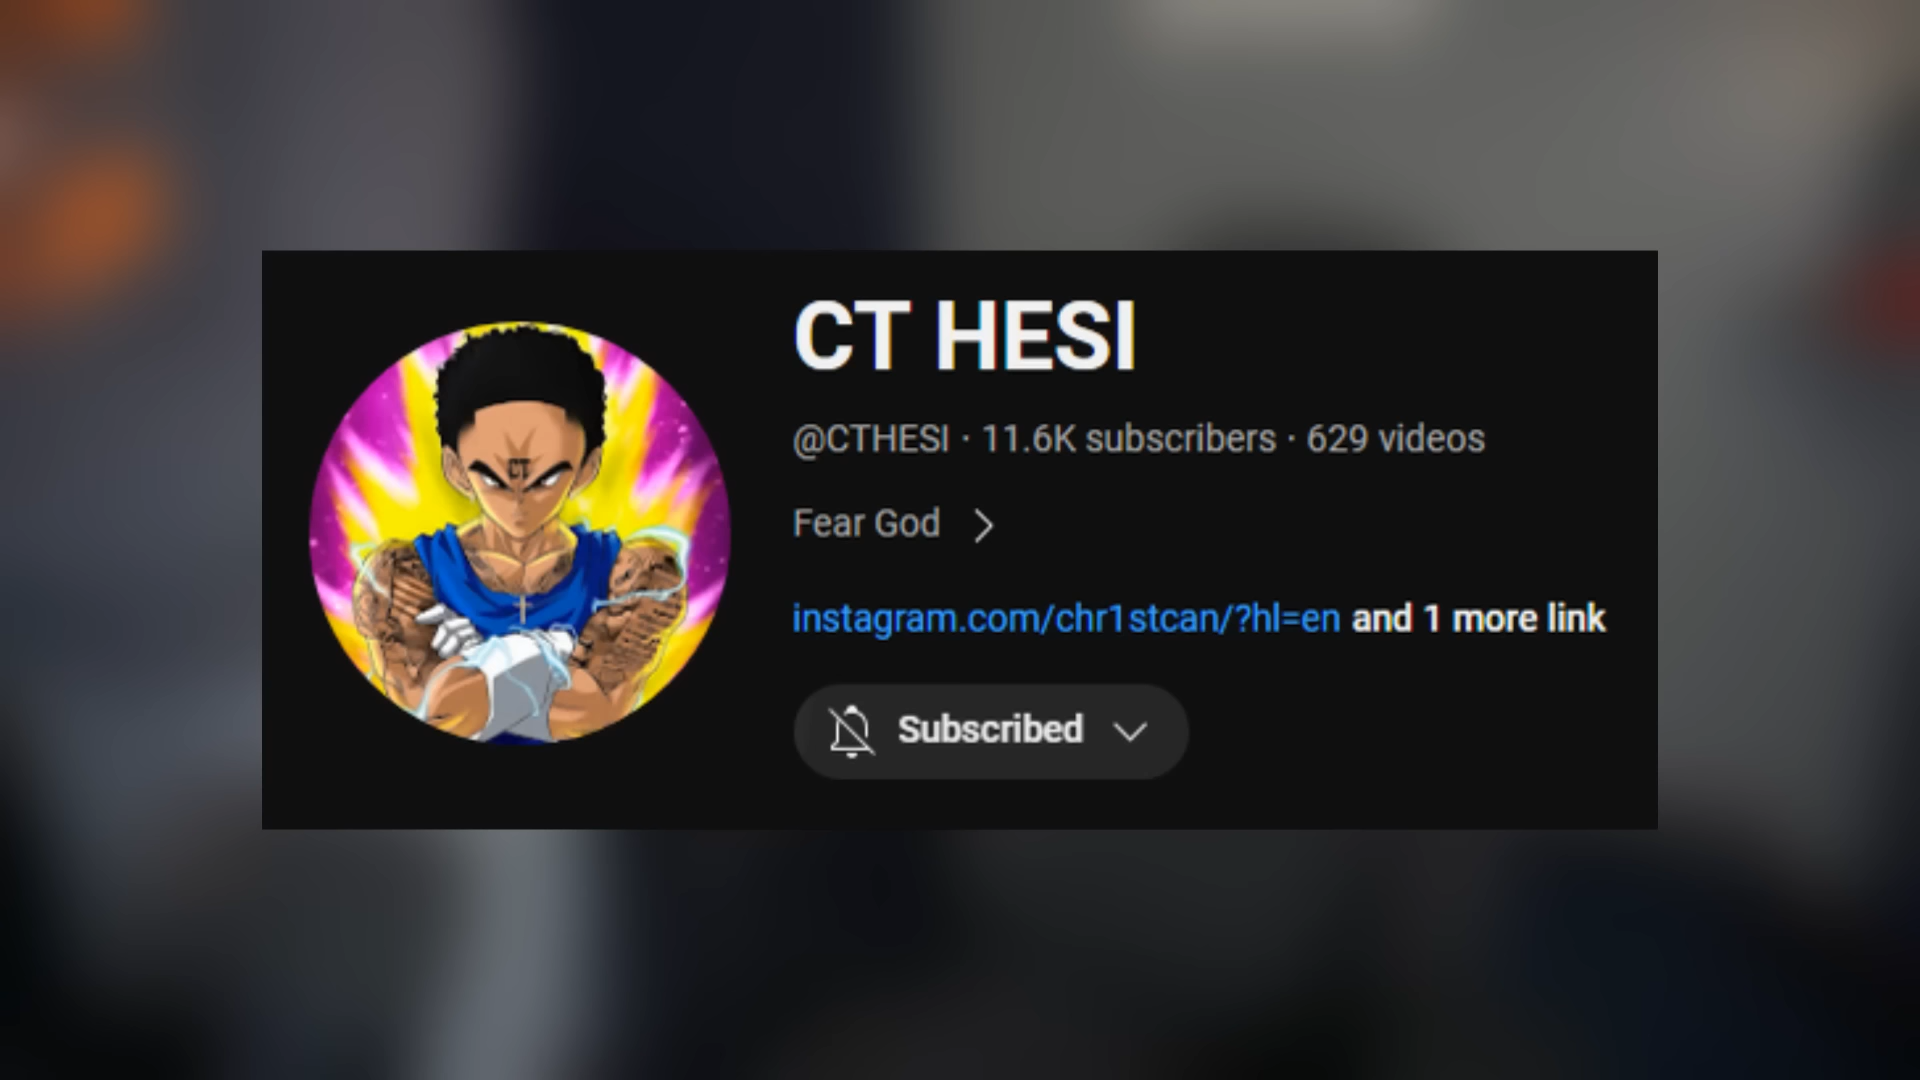 CT HESI
@CTHESI · 11.6K subscribers · 629 videos
Fear God
instagram.com/chr1stcan/?hl=en and 1 more link
Subscribed
CT